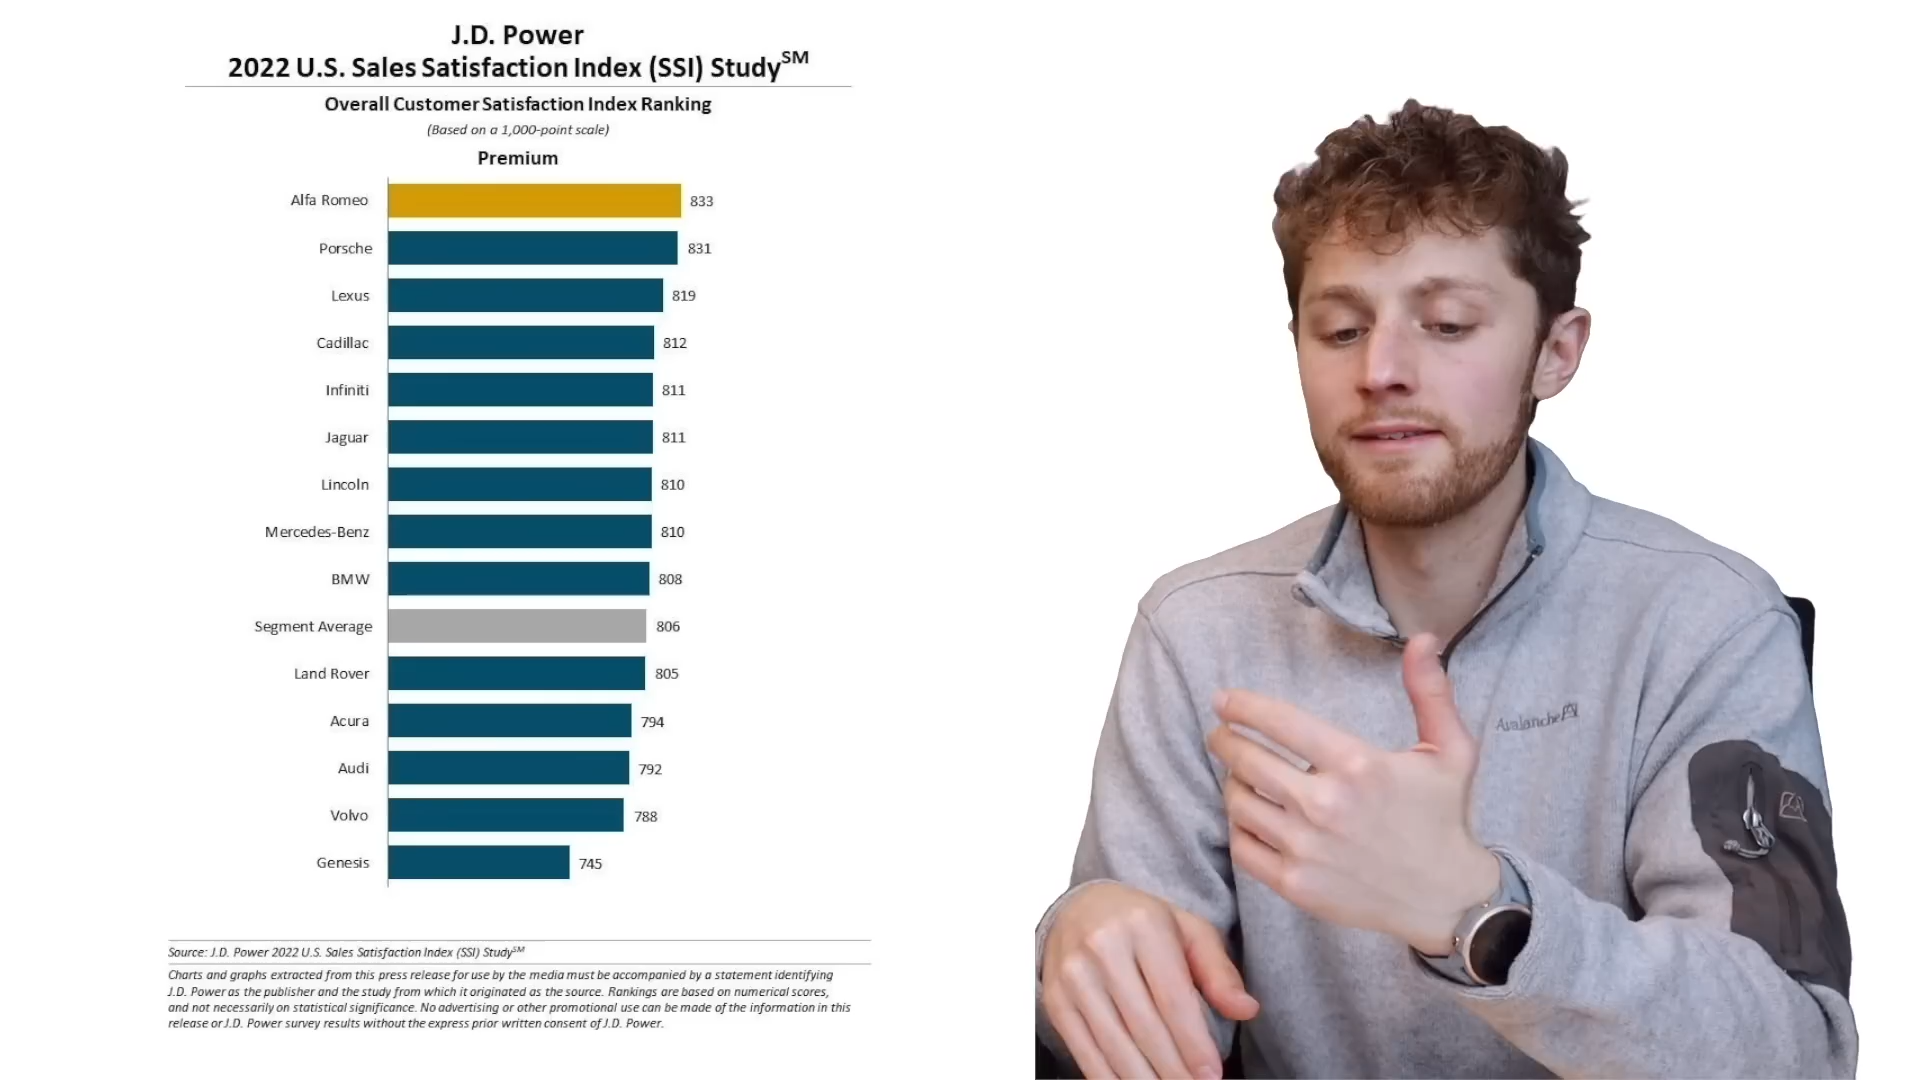 J.D. Power
2022 U.S. Sales Satisfaction Index (SSI) StudySM
Overall Customer Satisfaction Index Ranking
(Based on a 1,000-point scale)
Premium
Alfa Romeo 833
Porsche 831
Lexus 819
Cadillac 812
Infiniti 811
Jaguar 811
Lincoln 810
Mercedes-Benz 810
BMW 808
Segment Average 806
Land Rover 805
Acura 794
Audi 792
Volvo 788
Genesis 745
Source: J.D. Power 2022 U.S. Sales Satisfaction Index (SSI) StudySM
Charts and graphs extracted from this press release for use by the media must be accompanied by a statement identifying
J.D. Power as the publisher and the study from which it originated as the source. Rankings are based on numerical scores,
and not necessarily on statistical significance. No advertising or other promotional use can be made of the information in this
release or J.D. Power survey results without the express prior written consent of J.D. Power.
Avalanche